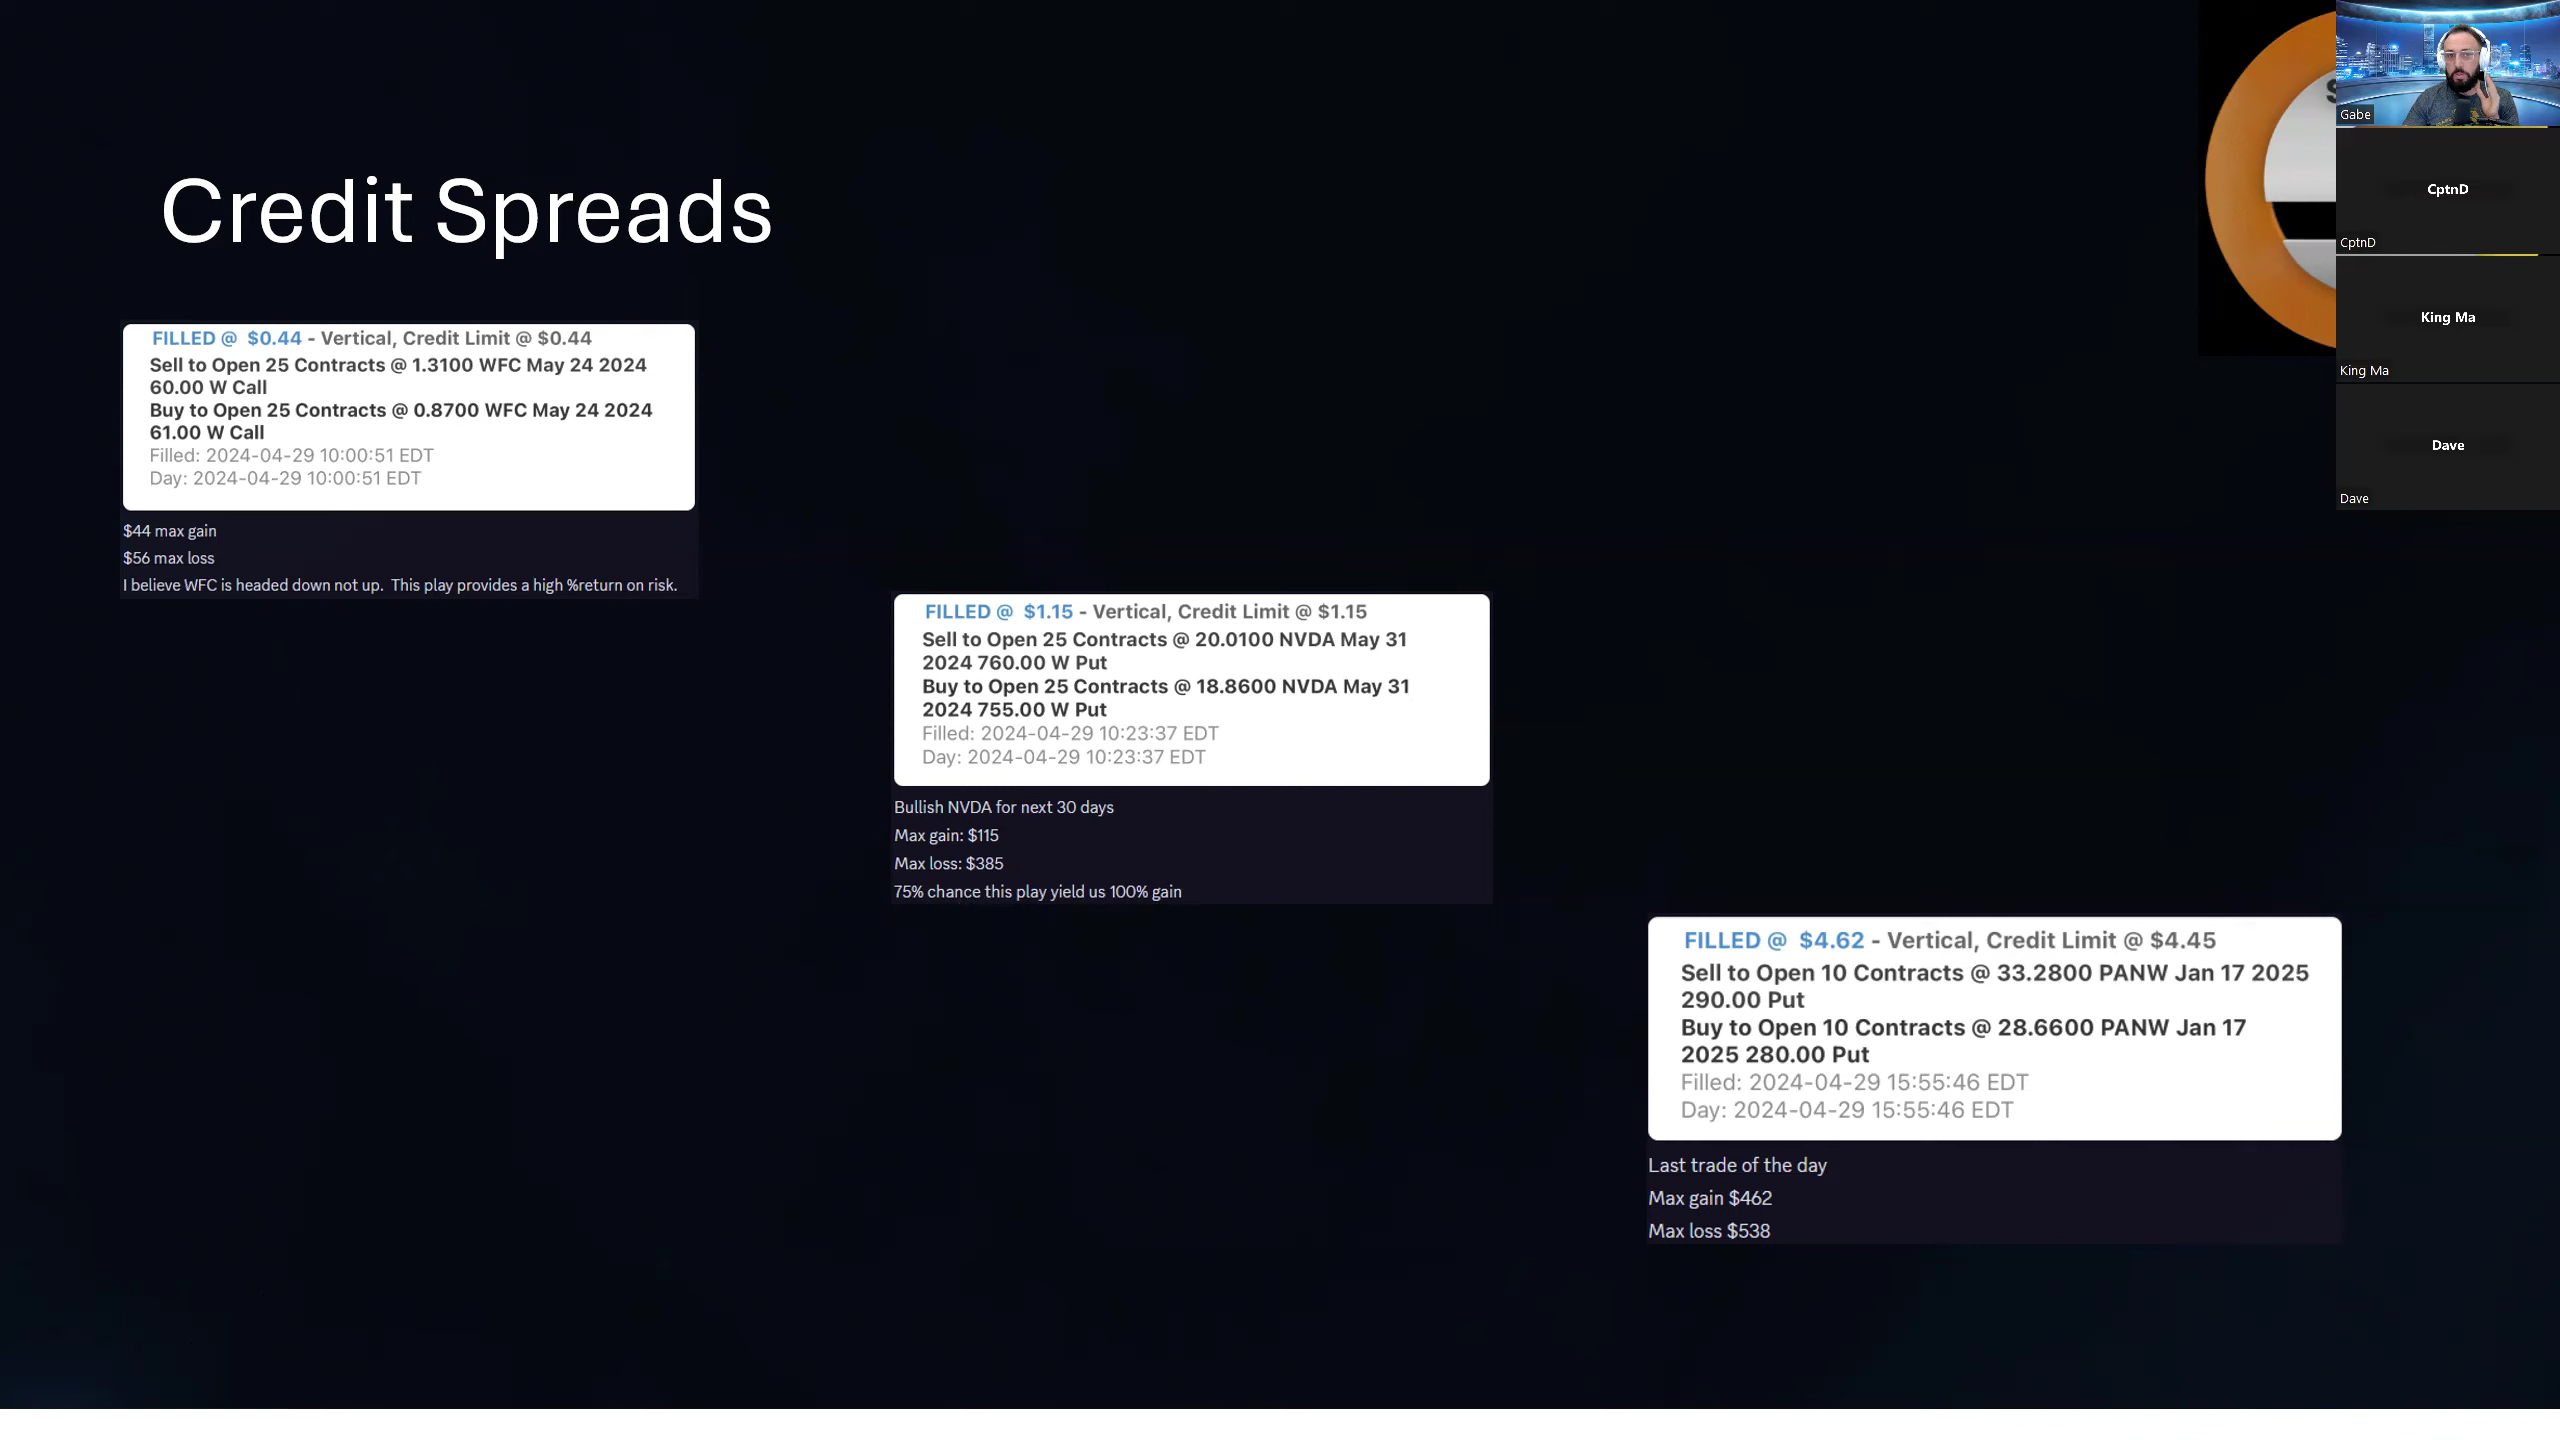 Credit Spreads
FILLED @ $0.44 - Vertical, Credit Limit @ $0.44
Sell to Open 25 Contracts @ 1.3100 WFC May 24 2024
60.00 W Call
Buy to Open 25 Contracts @ 0.8700 WFC May 24 2024
61.00 W Call
Filled: 2024-04-29 10:00:51 EDT
Day: 2024-04-29 10:00:51 EDT
$44 max gain
$56 max loss
I believe WFC is headed down not up. This play provides a high %return on risk.
FILLED @ $1.15 - Vertical, Credit Limit @ $1.15
Sell to Open 25 Contracts @ 20.0100 NVDA May 31
2024 760.00 W Put
Buy to Open 25 Contracts @ 18.8600 NVDA May 31
2024 755.00 W Put
Filled: 2024-04-29 10:23:37 EDT
Day: 2024-04-29 10:23:37 EDT
Bullish NVDA for next 30 days
Max gain: $115
Max loss: $385
75% chance this play yield us 100% gain
FILLED @ $4.62 - Vertical, Credit Limit @ $4.45
Sell to Open 10 Contracts @ 33.2800 PANW Jan 17 2025
290.00 Put
Buy to Open 10 Contracts @ 28.6600 PANW Jan 17
2025 280.00 Put
Filled: 2024-04-29 15:55:46 EDT
Day: 2024-04-29 15:55:46 EDT
Last trade of the day
Max gain $462
Max loss $538
Gabe
CptnD
CptnD
King Ma
King Ma
Dave
Dave